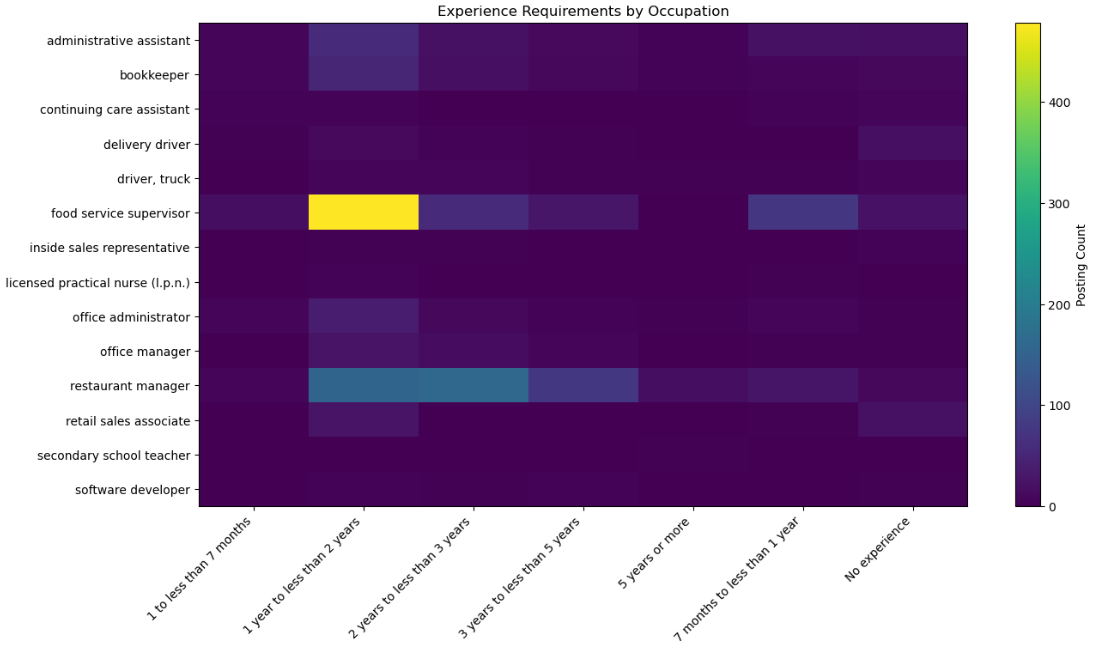 Experience Requirements by Occupation
administrative assistant
bookkeeper
continuing care assistant
delivery driver
driver, truck
food service supervisor
inside sales representative
licensed practical nurse (l.p.n.)
office administrator
office manager
restaurant manager
retail sales associate
secondary school teacher
software developer
1 to less than 7 months
1 year to less than 2 years
2 years to less than 3 years
3 years to less than 5 years
5 years or more
7 months to less than 1 year
No experience
400
300
200
100
0
Posting Count